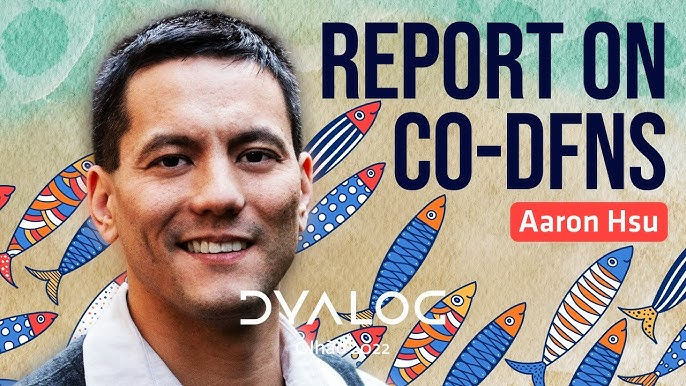 REPORT ON
CO-DFNS
Aaron Hsu
DYALOG